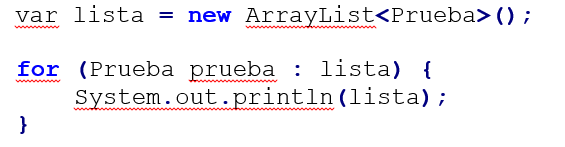 var lista = new ArrayList<Prueba>();
for (Prueba prueba : lista) {
System.out.println(lista);
}